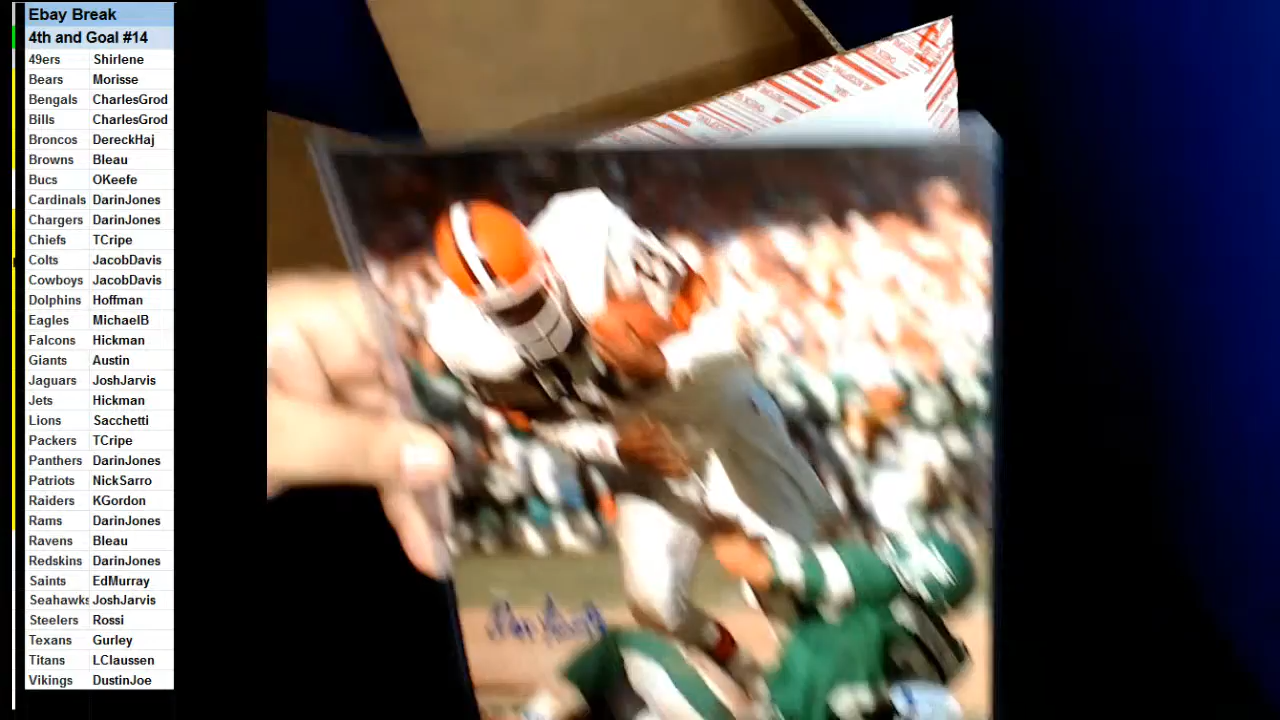 Ebay Break
4th and Goal #14
49ers Shirlene
Bears Morisse
Bengals CharlesGrod
Bills CharlesGrod
Broncos DereckHaj
Browns Bleau
Bucs OKeefe
Cardinals DarinJones
Chargers DarinJones
Chiefs TCripe
Colts JacobDavis
Cowboys JacobDavis
Dolphins Hoffman
Eagles MichaelB
Falcons Hickman
Giants Austin
Jaguars JoshJarvis
Jets Hickman
Lions Sacchetti
Packers TCripe
Panthers DarinJones
Patriots NickSarro
Raiders KGordon
Rams DarinJones
Ravens Bleau
Redskins DarinJones
Saints EdMurray
Seahawks JoshJarvis
Steelers Rossi
Texans Gurley
Titans LClaussen
Vikings DustinJoe